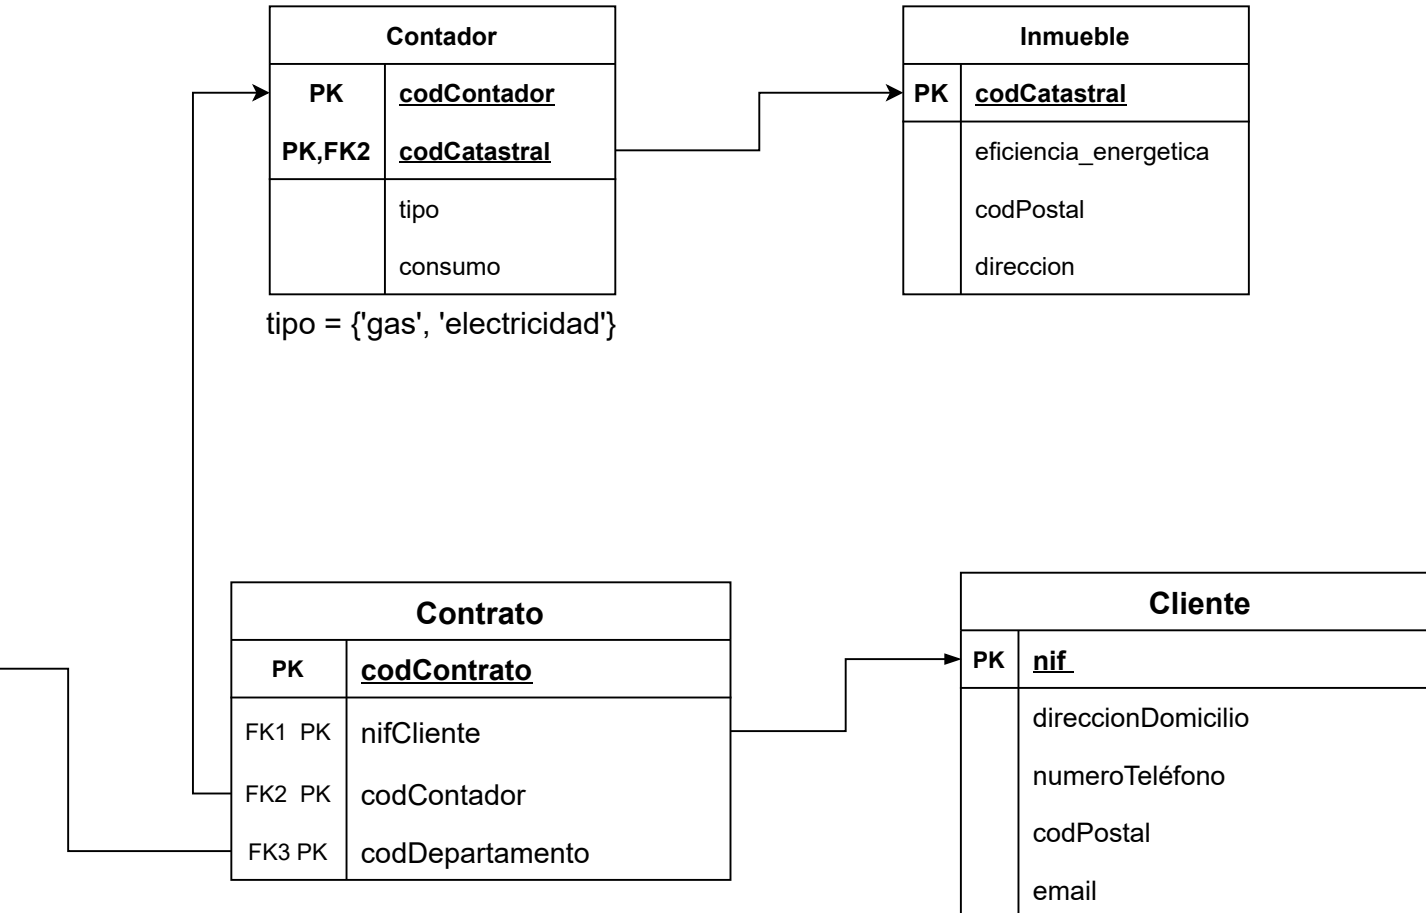 Contador
PK codContador
PK,FK2 codCatastral
tipo
consumo
tipo = {'gas', 'electricidad'}
Inmueble
PK codCatastral
eficiencia_energetica
codPostal
direccion
Contrato
PK codContrato
FK1 PK nifCliente
FK2 PK codContador
FK3 PK codDepartamento
Cliente
PK nif
direccionDomicilio
numeroTeléfono
codPostal
email